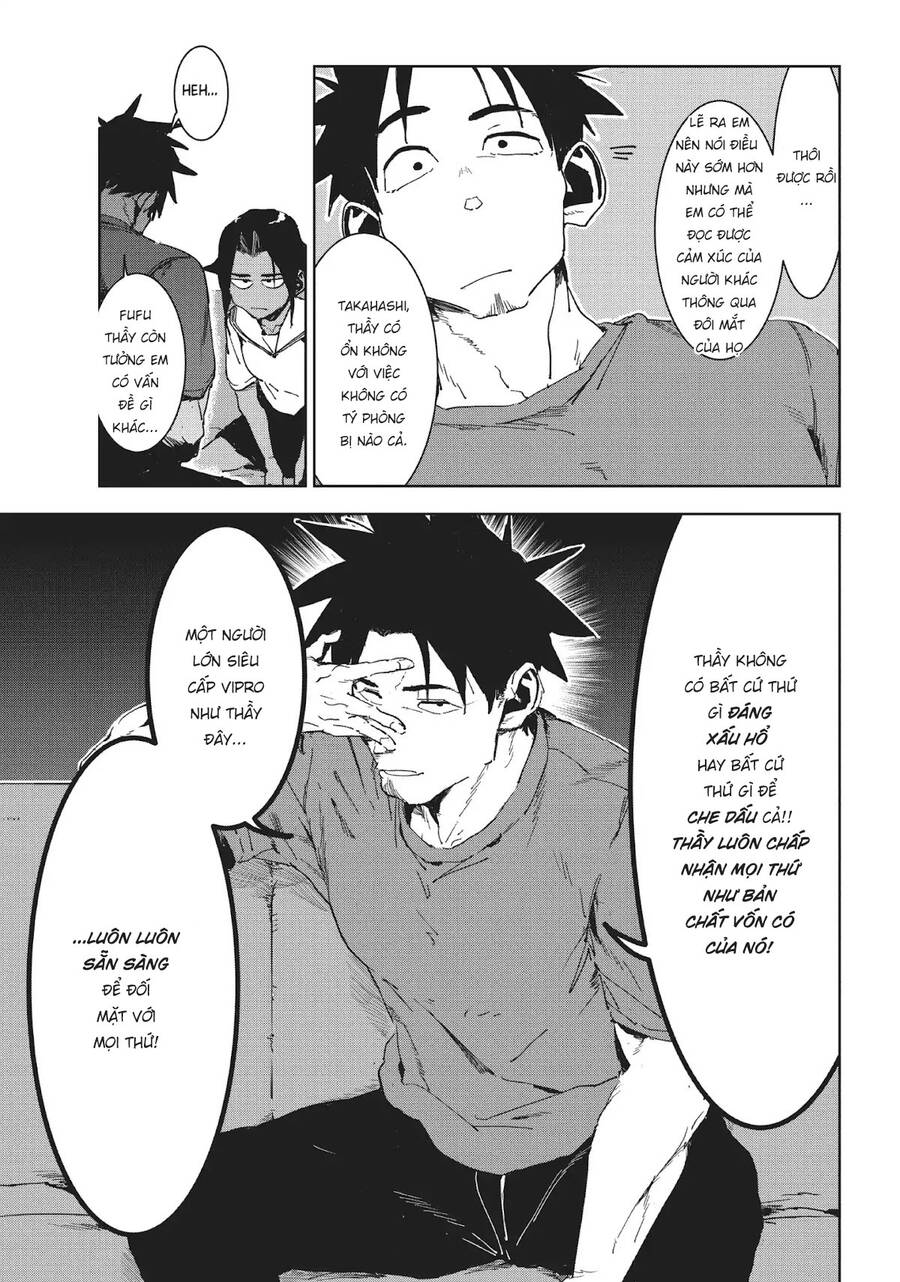 THÔI
ĐƯỢC RỒI
...
LẼ RA EM
NÊN NÓI ĐIỀU
NÀY SỚM HƠN
NHƯNG MÀ
EM CÓ THỂ
ĐỌC ĐƯỢC
CẢM XÚC CỦA
NGƯỜI KHÁC
THÔNG QUA
ĐÔI MẮT
CỦA HỌ
TAKAHASHI,
THẦY CÓ
ỔN KHÔNG
VỚI VIỆC
KHÔNG CÓ
TÝ PHÒNG
BỊ NÀO CẢ.
HEH...
FUFU
THẦY CÒN
TƯỞNG EM
CÓ VẤN
ĐỀ GÌ
KHÁC...
THẦY KHÔNG
CÓ BẤT CỨ THỨ
GÌ ĐÁNG
XẤU HỔ
HAY BẤT CỨ
THỨ GÌ ĐỂ
CHE DẤU CẢ!!
THẦY LUÔN CHẤP
NHẬN MỌI THỨ
NHƯ BẢN
CHẤT VỐN CÓ
CỦA NÓ!
MỘT NGƯỜI
LỚN SIÊU
CẤP VIPRO
NHƯ THẦY
ĐÂY...
...LUÔN LUÔN
SẴN SÀNG
ĐỂ ĐỐI
MẶT VỚI
MỌI THỨ!